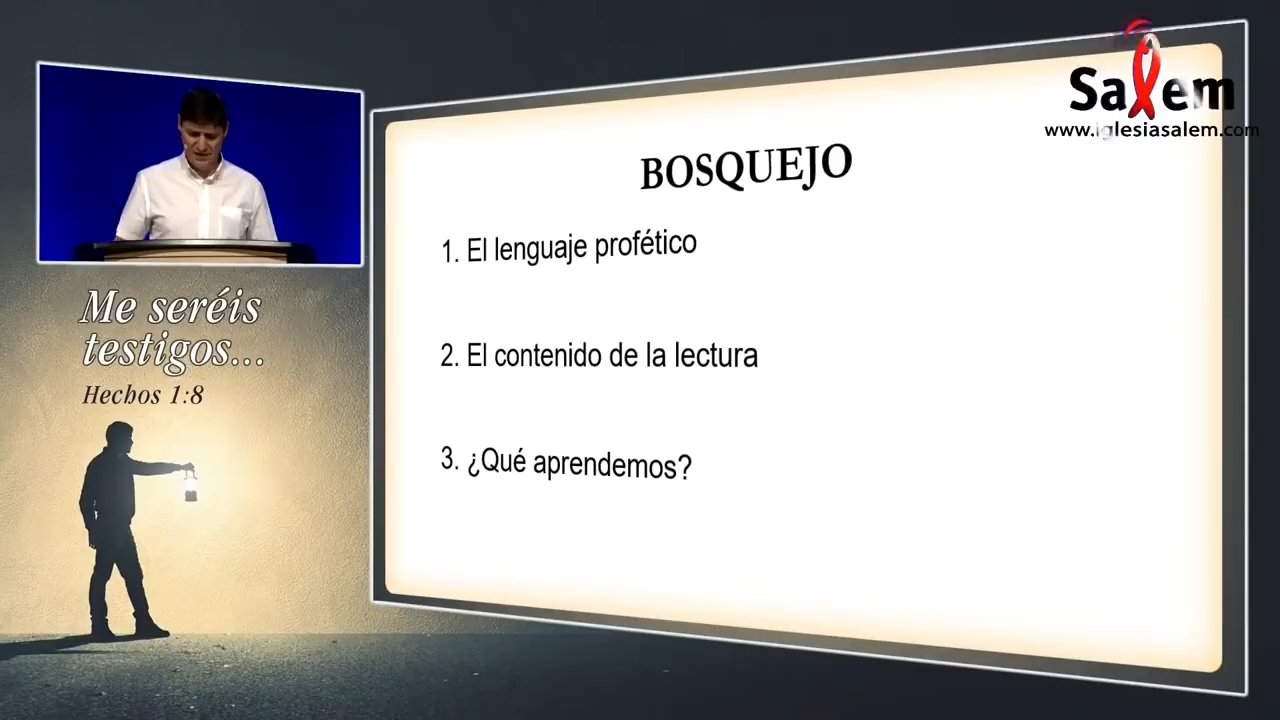 Salem
www.iglesiasalem.com
BOSQUEJO
1. El lenguaje profético
2. El contenido de la lectura
3. ¿Qué aprendemos?
Me seréis
testigos...
Hechos 1:8